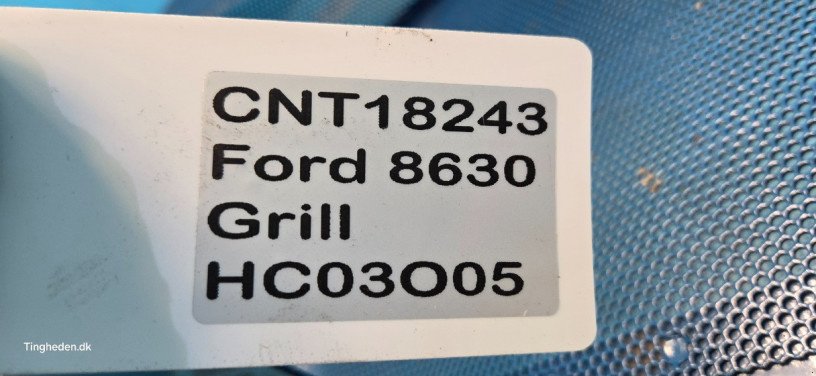 CNT18243
Ford 8630
Grill
HC03O05
Tingheden.dk